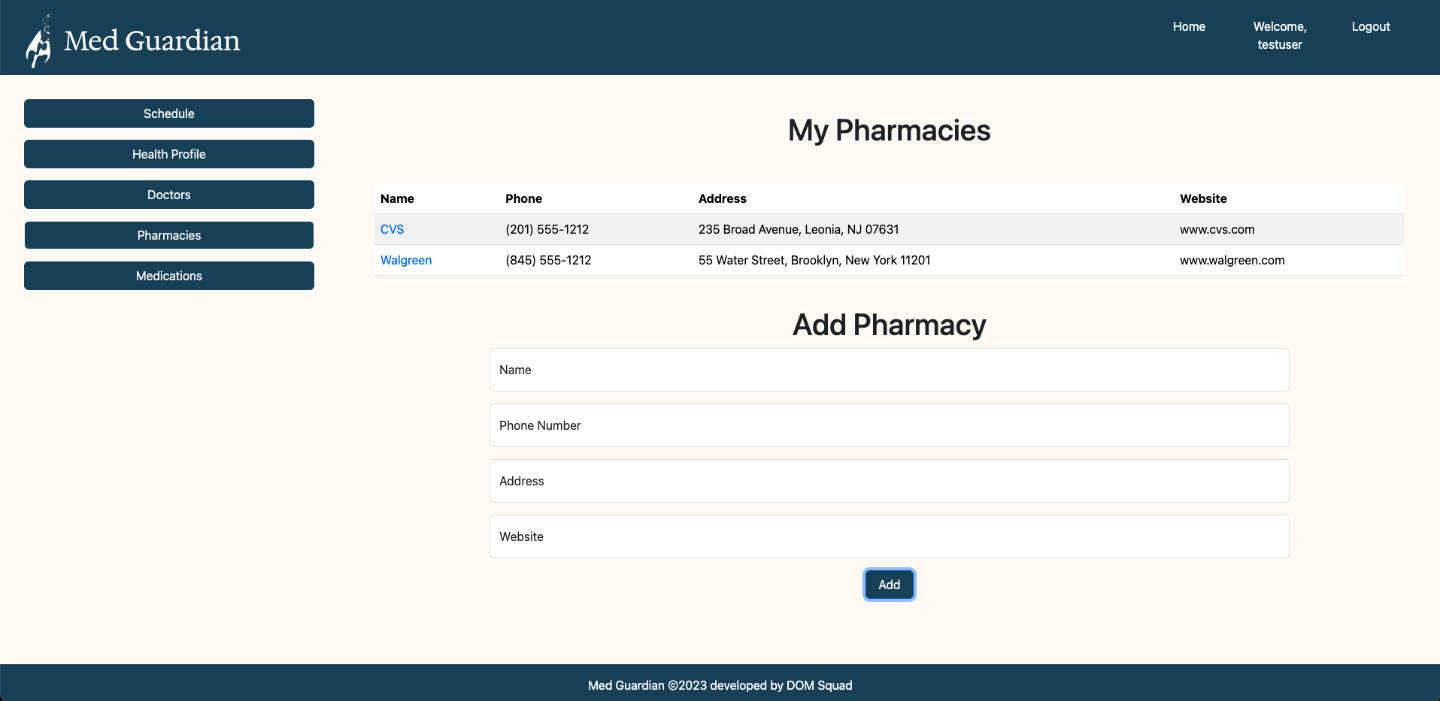 Med Guardian
Home
Welcome,
testuser
Logout
Schedule
Health Profile
Doctors
Pharmacies
Medications
My Pharmacies
Name Phone Address Website
CVS (201) 555-1212 235 Broad Avenue, Leonia, NJ 07631 www.cvs.com
Walgreen (845) 555-1212 55 Water Street, Brooklyn, New York 11201 www.walgreen.com
Add Pharmacy
Name
Phone Number
Address
Website
Add
Med Guardian ©2023 developed by DOM Squad